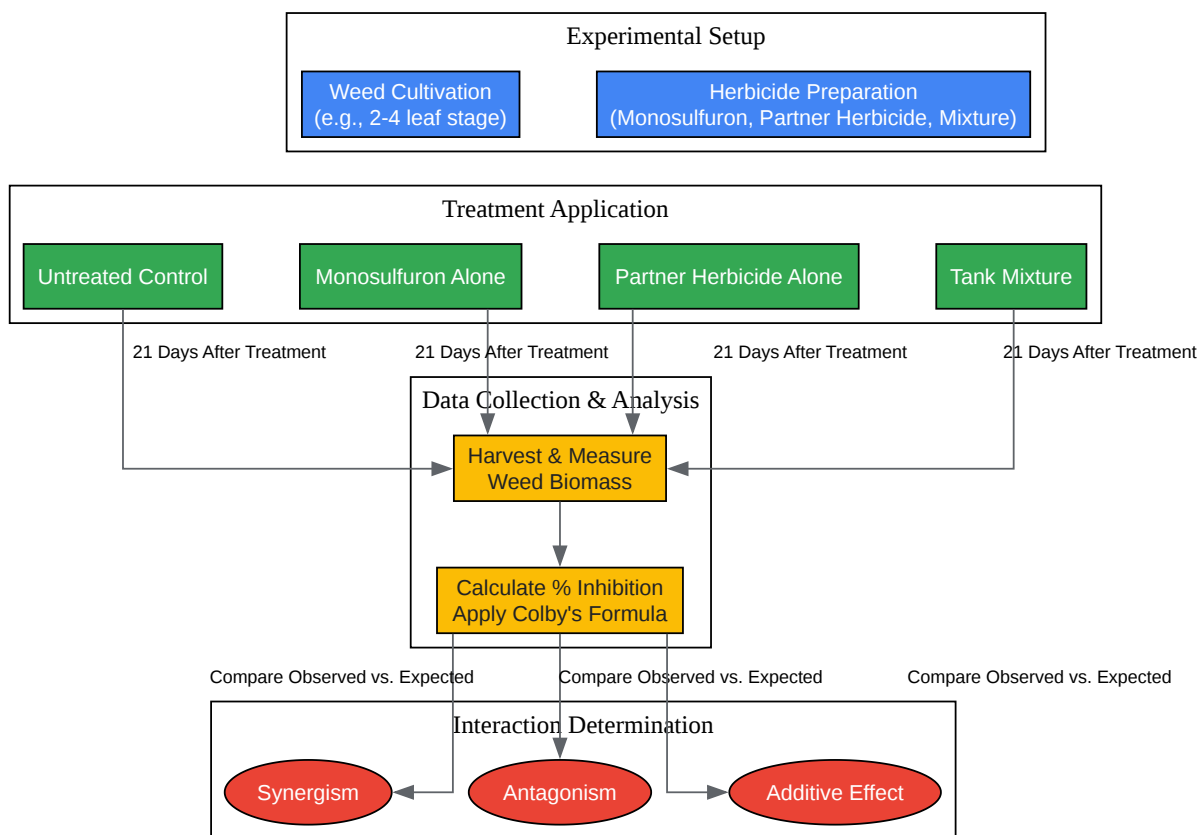 Experimental Setup
Weed Cultivation
(e.g., 2-4 leaf stage)
Herbicide Preparation
(Monosulfuron, Partner Herbicide, Mixture)
Treatment Application
Untreated Control
Monosulfuron Alone
Partner Herbicide Alone
Tank Mixture
21 Days After Treatment
21 Days After Treatment
21 Days After Treatment
21 Days After Treatment
Data Collection & Analysis
Harvest & Measure
Weed Biomass
Calculate % Inhibition
Apply Colby's Formula
Compare Observed vs. Expected
Compare Observed vs. Expected
Compare Observed vs. Expected
Interaction Determination
Synergism
Antagonism
Additive Effect